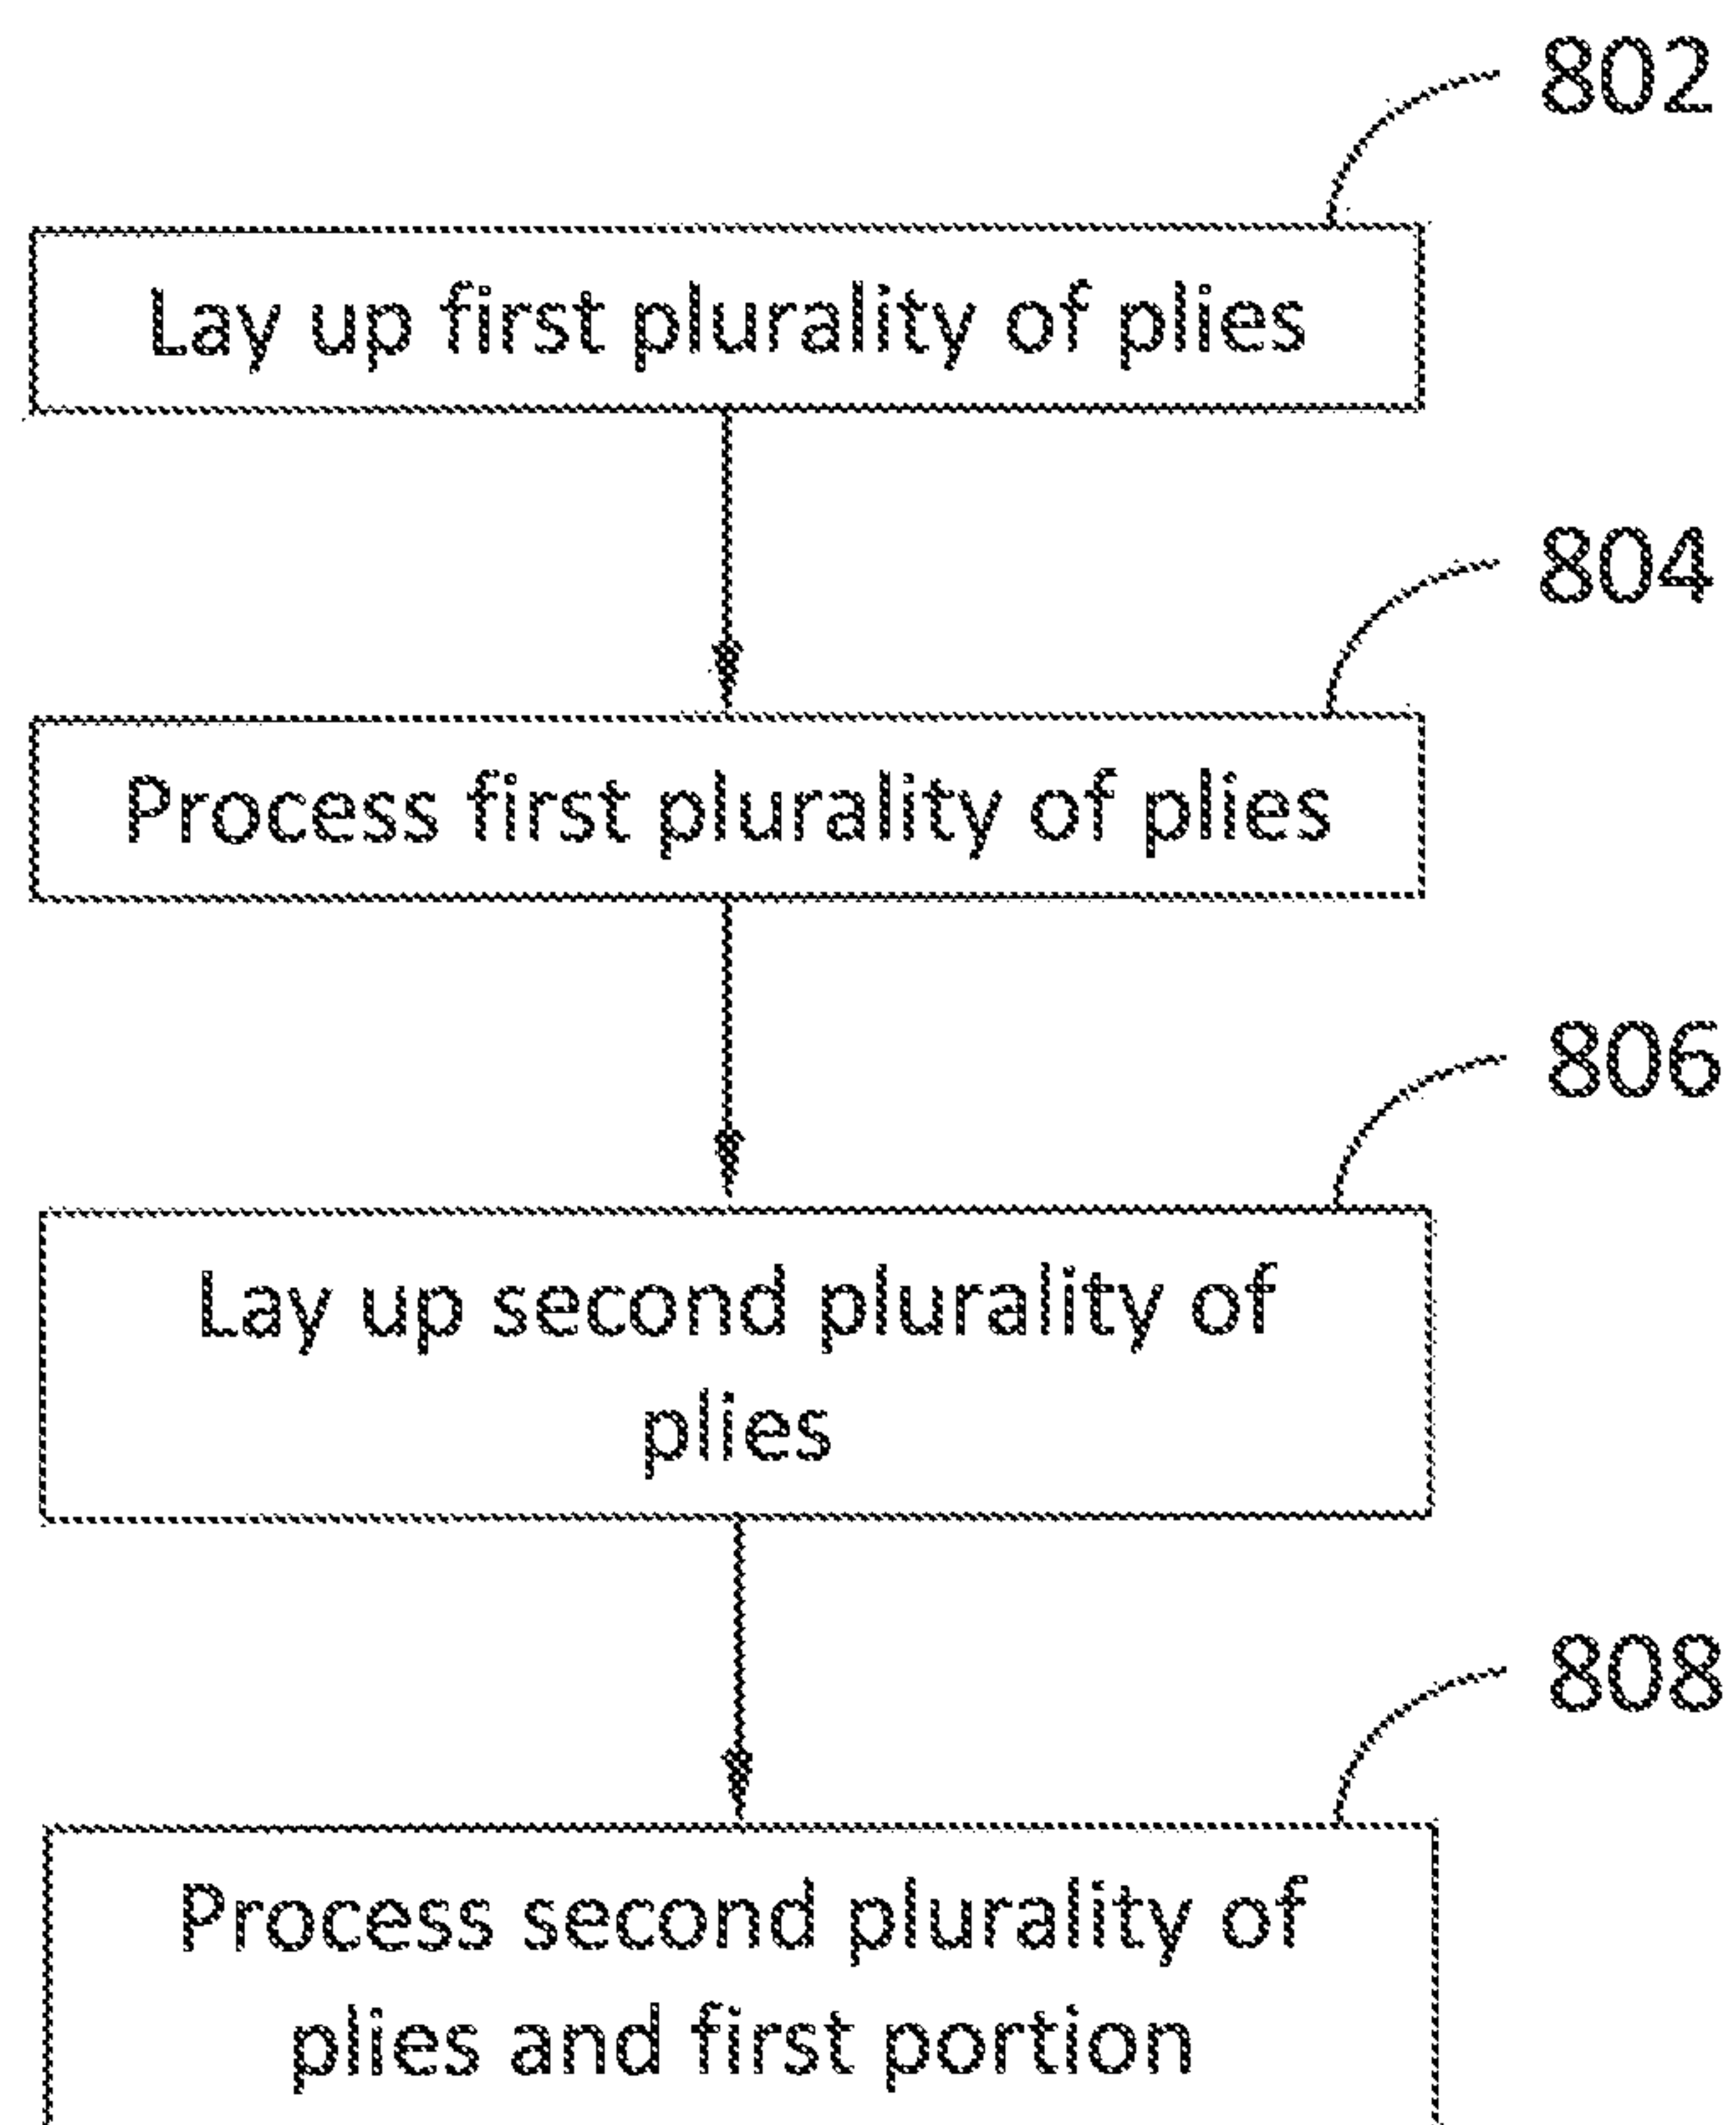 802
Lay up first plurality of plies
804
Process first plurality of plies
806
Lay up second plurality of
plies
808
Process second plurality of
plies and first portion